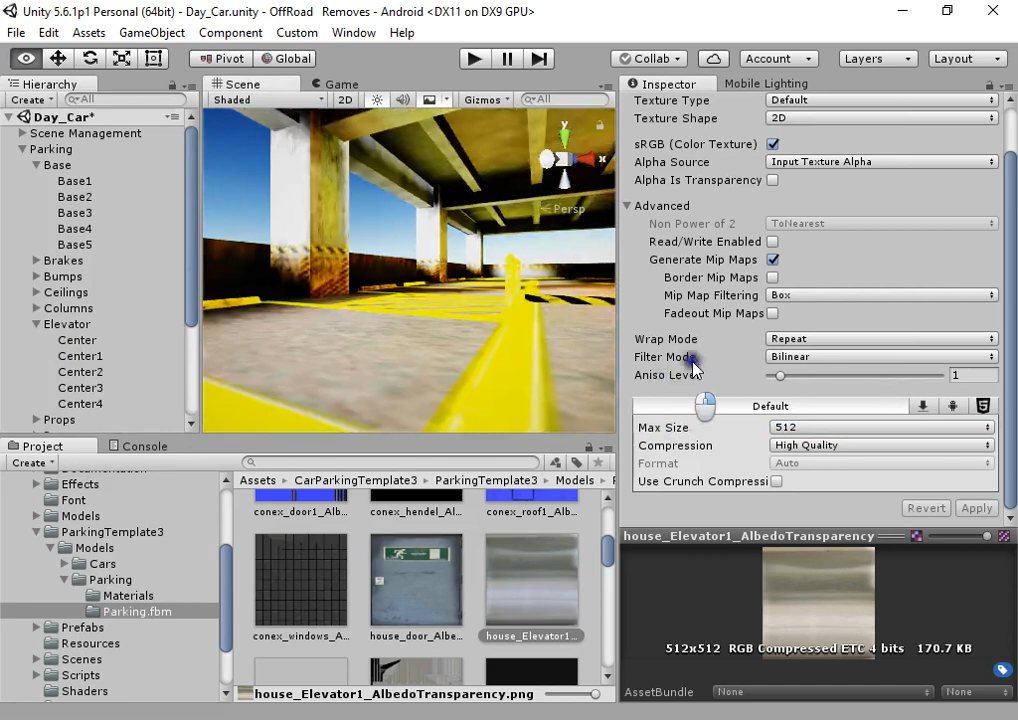 Unity 5.6.1p1 Personal (64bit) - Day_Car.unity - OffRoad Removes - Android <DX11 on DX9 GPU>
File Edit Assets GameObject Component Custom Window Help
Pivot Global Collab Account Layers Layout
Hierarchy Scene Game Inspector Mobile Lighting
Create All Shaded 2D Gizmos All
Texture Type Default
Day_Car*
Texture Shape 2D
Scene Management
Parking
sRGB (Color Texture)
Base
Alpha Source Input Texture Alpha
Base1
Alpha Is Transparency
Base2
Advanced
Base3
Non Power of 2 ToNearest
Base4
Read/Write Enabled
Base5
Generate Mip Maps
Brakes
Border Mip Maps
Bumps
Mip Map Filtering Box
Ceilings
Fadeout Mip Maps
Columns
Elevator
Wrap Mode Repeat
Center
Filter Mode Bilinear
Center1
Aniso Level 1
Center2
Center3
Default
Center4
Max Size 512
Props
Compression High Quality
Format Auto
Use Crunch Compressi
Revert Apply
y
x
Persp
Project Console
Create
Documentation
Assets CarParkingTemplate3 ParkingTemplate3 Models
Effects
Font
Models
ParkingTemplate3
Models
Cars
Parking
Materials
Parking.fbm
Prefabs
Resources
Scenes
Scripts
Shaders
conex_door1_Alb... conex_hendel_Al... conex_roof1_Alb...
conex_windows_A... house_door_Albe... house_Elevator1...
house_Elevator1_AlbedoTransparency.png
house_Elevator1_AlbedoTransparency
512x512 RGB Compressed ETC 4 bits 170.7 KB
AssetBundle None None